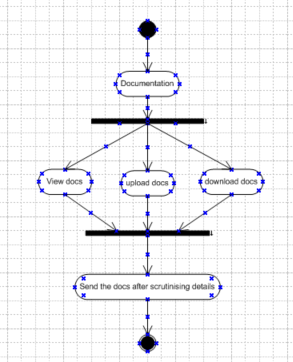 Documentation
View docs
upload docs
download docs
Send the docs after scrutinising details